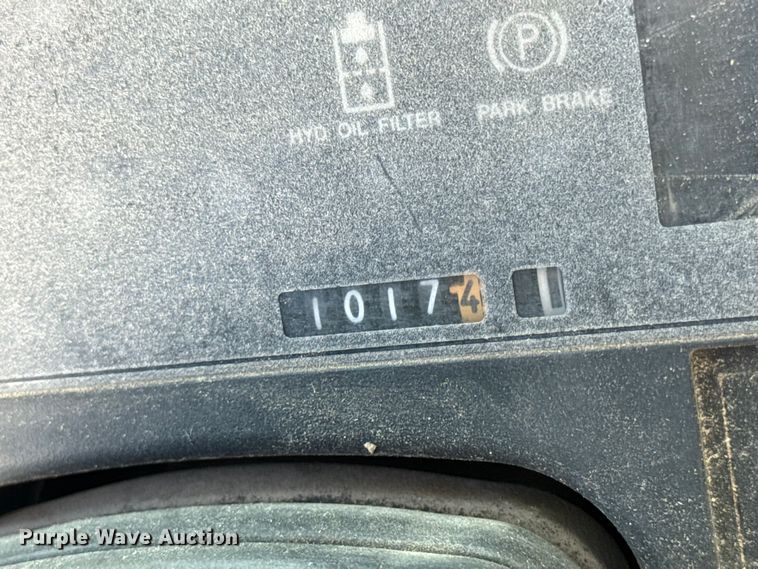 P
HYD OIL FILTER
PARK BRAKE
10174
Purple Wave Auction